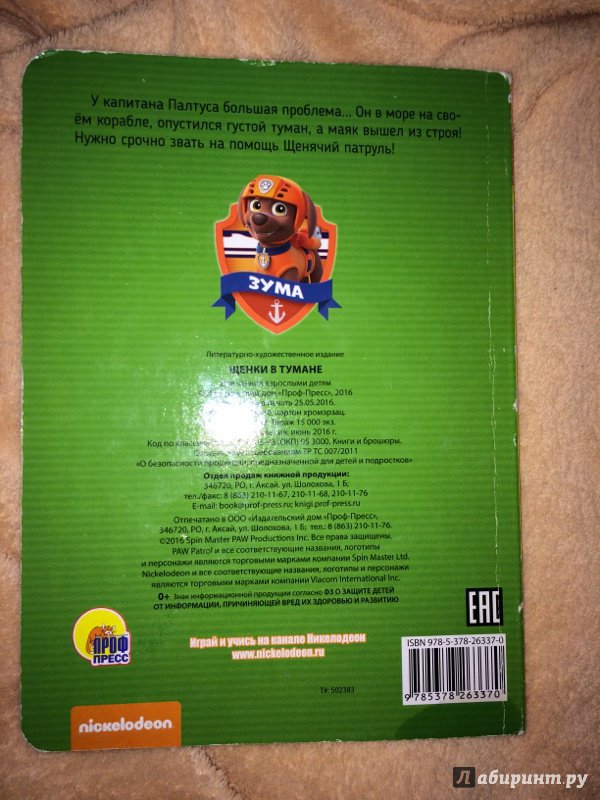 У капитана Палтуса большая проблема... Он в море на сво-
ём корабле, опустился густой туман, а маяк вышел из строя!
Нужно срочно звать на помощь Щенячий патруль!
ЗУМА
Литературно-художественное издание
ЩЕНКИ В ТУМАНЕ
взрослыми детям
дом «Проф-Пресс», 2016
печать 25.05.2016.
картон хромэрзац.
Тираж 15 000 экз.
июнь 2016 г.
Код по 95 3000. Книги и брошюры.
ТР ТС 007/2011
«О безопасности продукции, предназначенной для детей и подростков»
Отдел продаж книжной продукции:
346720, РО, г. Аксай, ул. Шолохова, 1 Б;
тел./факс: 8 (863) 210-11-67, 210-11-68, 210-11-76
E-mail: book@prof-press.ru; knigi.prof-press.ru
Отпечатано в ООО «Издательский дом «Проф-Пресс»,
346720, РО, г. Аксай, ул. Шолохова, 1 Б; тел.: 8 (863) 210-11-76.
©2016 Spin Master PAW Productions Inc. Все права защищены.
PAW Patrol и все соответствующие названия, логотипы
и персонажи являются торговыми марками компании Spin Master Ltd.
Nickelodeon и все соответствующие названия, логотипы и персонажи
являются торговыми марками компании Viacom International Inc.
0+ Знак информационной продукции согласно ФЗ О ЗАЩИТЕ ДЕТЕЙ
ОТ ИНФОРМАЦИИ, ПРИЧИНЯЮЩЕЙ ВРЕД ИХ ЗДОРОВЬЮ И РАЗВИТИЮ
ПРОФ
ПРЕСС
Играй и учись на канале Никелодеон
www.nickelodeon.ru
EAC
ISBN 978-5-378-26337-0
9 785378 263370
Т#: 502383
nickelodeon
Лабиринт.ру